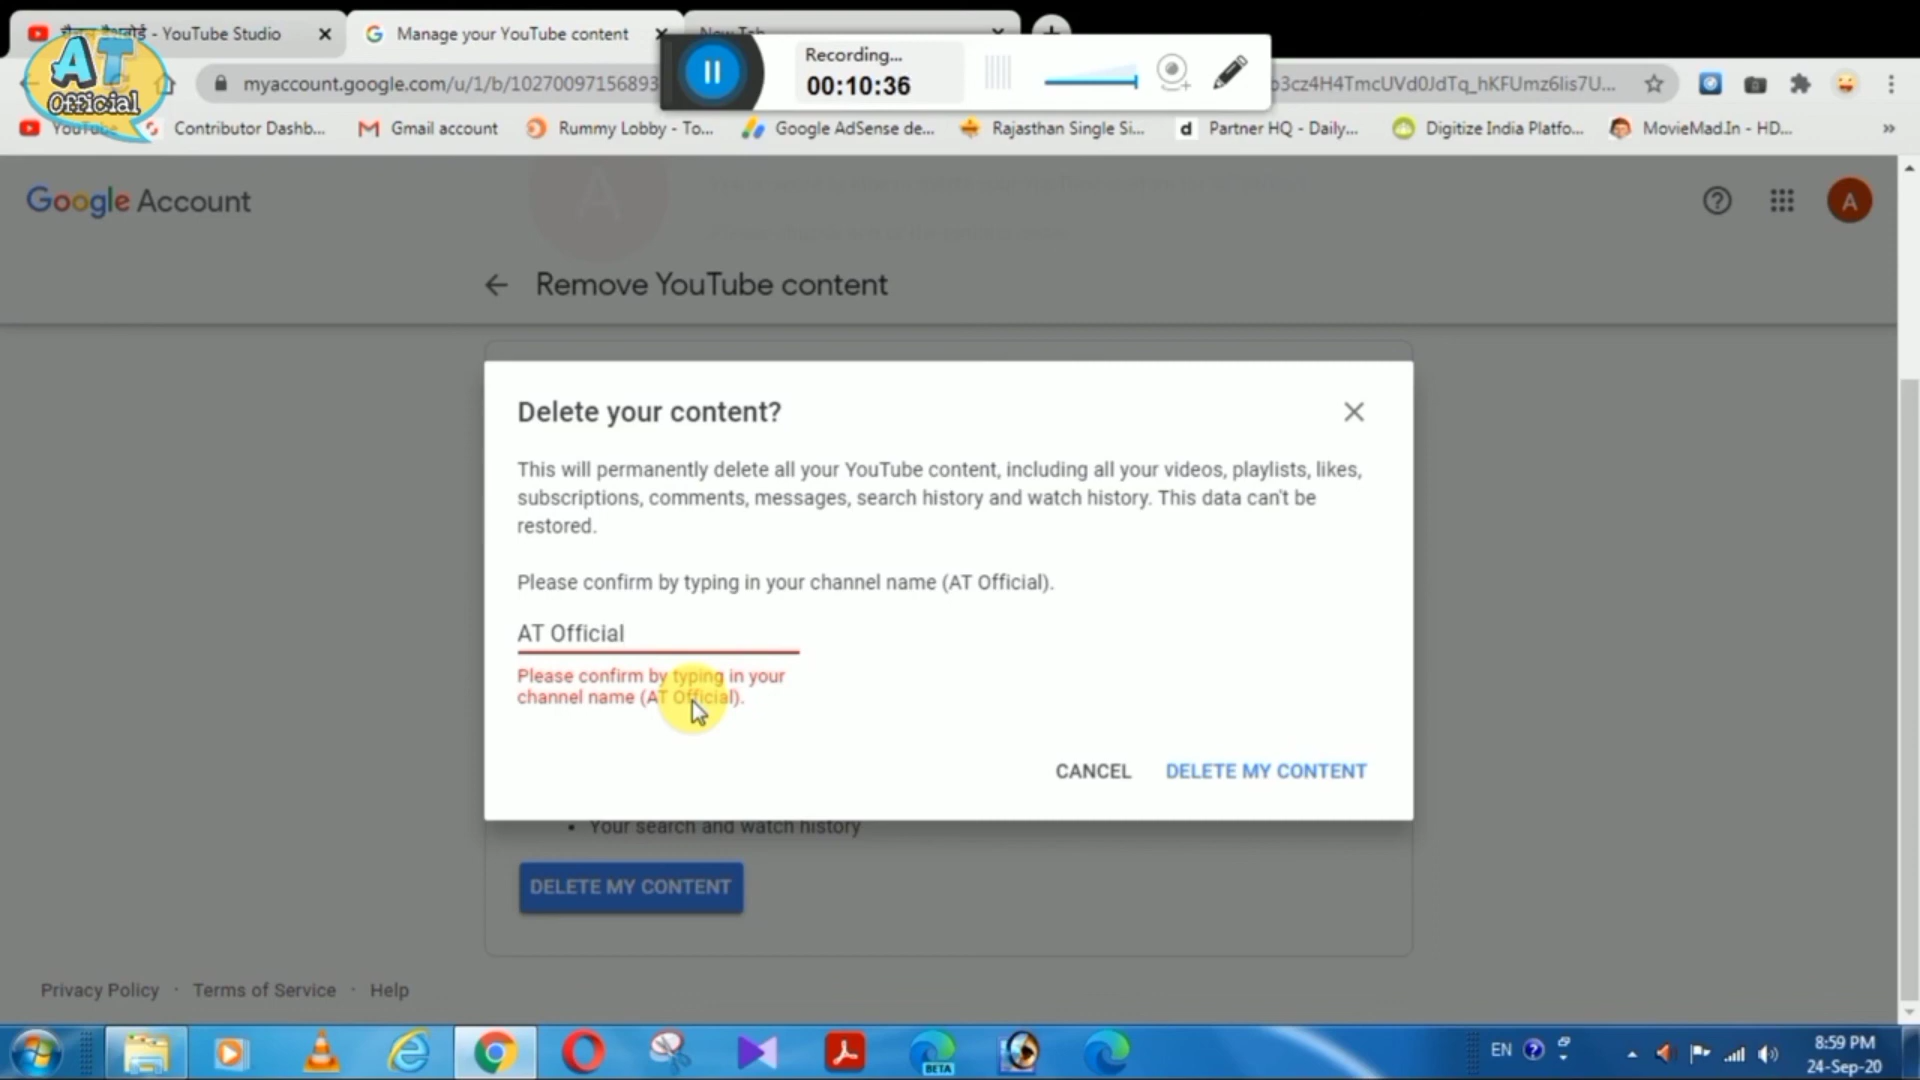 AT
Official
- YouTube Studio
Manage your YouTube content
New Tab
Recording...
00:10:36
myaccount.google.com/u/1/b/10270097156893
o3cz4H4TmcUVd0JdTq_hKFUmz6lis7U...
YouTube
Contributor Dashb...
Gmail account
Rummy Lobby - To...
Google AdSense de...
Rajasthan Single Si...
Partner HQ - Daily...
Digitize India Platfo...
MovieMad.In - HD...
Google Account
A
Remove YouTube content
Delete your content?
This will permanently delete all your YouTube content, including all your videos, playlists, likes,
subscriptions, comments, messages, search history and watch history. This data can't be
restored.
Please confirm by typing in your channel name (AT Official).
AT Official
Please confirm by typing in your
channel name (AT Official).
CANCEL
DELETE MY CONTENT
Your search and watch history
DELETE MY CONTENT
Privacy Policy · Terms of Service · Help
BETA
EN
8:59 PM
24-Sep-20